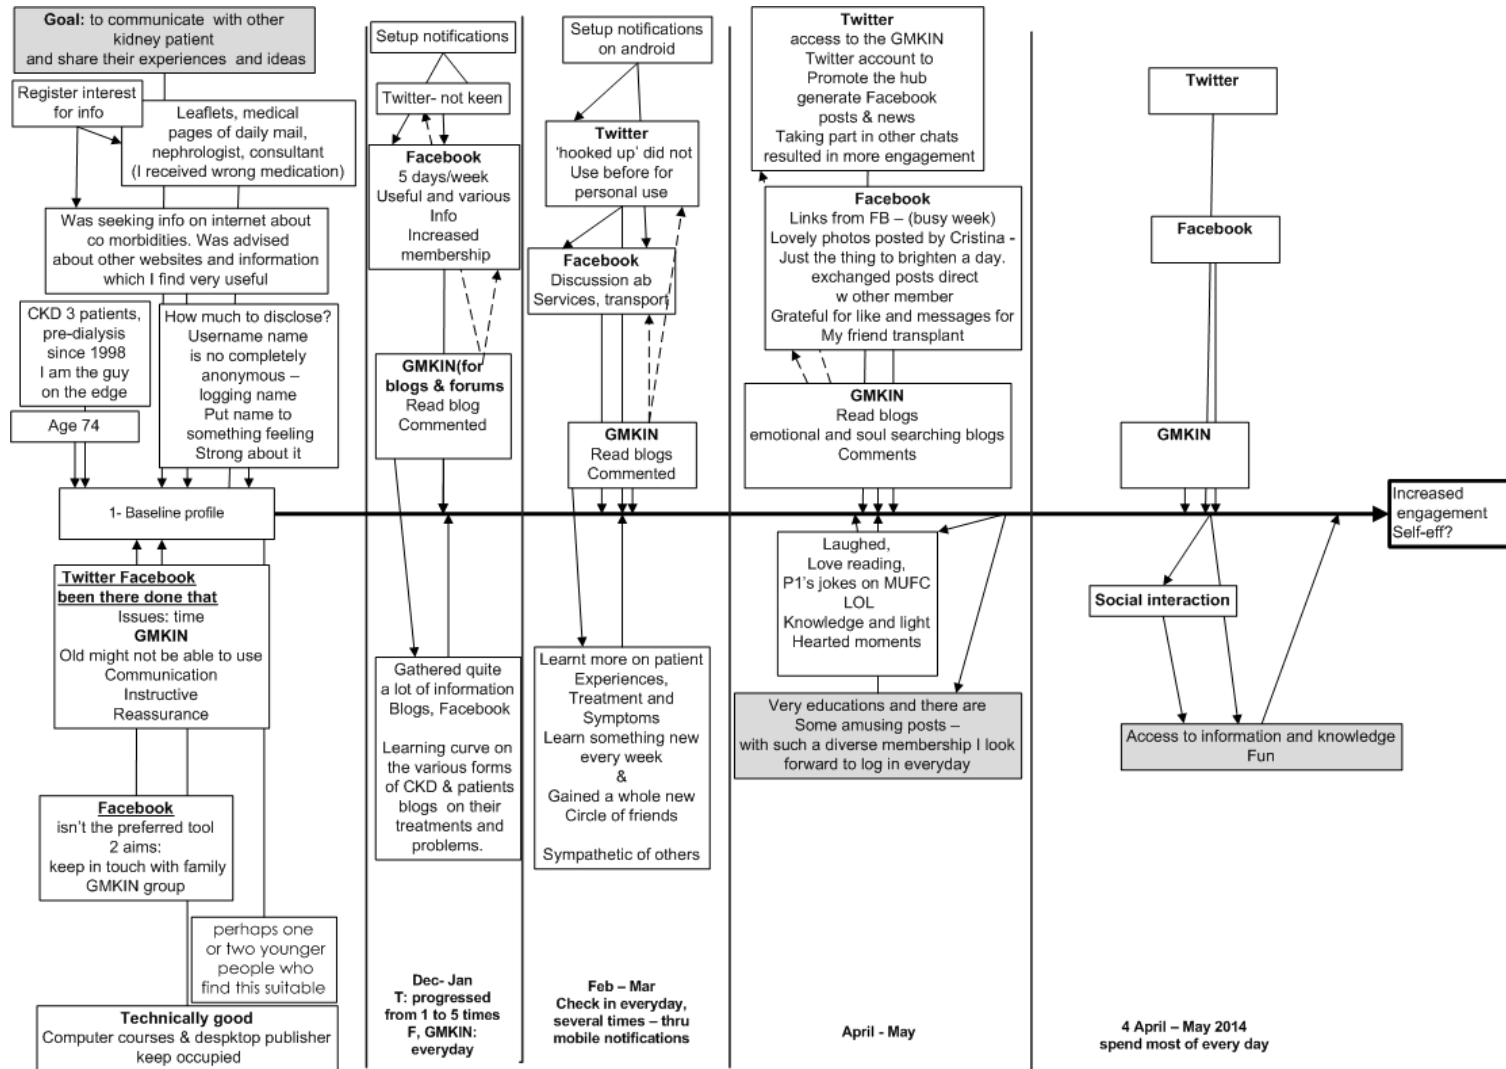 Goal: to communicate with other
kidney patient
and share their experiences and ideas
Register interest
for info
Leaflets, medical
pages of daily mail,
nephrologist, consultant
(I received wrong medication)
Was seeking info on internet about
co morbidities. Was advised
about other websites and information
which I find very useful
CKD 3 patients,
pre-dialysis
since 1998
I am the guy
on the edge
Age 74
How much to disclose?
Username name
is no completely
anonymous –
logging name
Put name to
something feeling
Strong about it
1- Baseline profile
Twitter Facebook
been there done that
Issues: time
GMKIN
Old might not be able to use
Communication
Instructive
Reassurance
Facebook
isn't the preferred tool
2 aims:
keep in touch with family
GMKIN group
perhaps one
or two younger
people who
find this suitable
Technically good
Computer courses & despktop publisher
keep occupied
Setup notifications
Twitter- not keen
Facebook
5 days/week
Useful and various
Info
Increased
membership
GMKIN(for
blogs & forums
Read blog
Commented
Gathered quite
a lot of information
Blogs, Facebook
Learning curve on
the various forms
of CKD & patients
blogs on their
treatments and
problems.
Dec- Jan
T: progressed
from 1 to 5 times
F, GMKIN:
everyday
Setup notifications
on android
Twitter
'hooked up' did not
Use before for
personal use
Facebook
Discussion ab
Services, transport
GMKIN
Read blogs
Commented
Learnt more on patient
Experiences,
Treatment and
Symptoms
Learn something new
every week
&
Gained a whole new
Circle of friends
Sympathetic of others
Feb – Mar
Check in everyday,
several times – thru
mobile notifications
Twitter
access to the GMKIN
Twitter account to
Promote the hub
generate Facebook
posts & news
Taking part in other chats
resulted in more engagement
Facebook
Links from FB – (busy week)
Lovely photos posted by Cristina -
Just the thing to brighten a day.
exchanged posts direct
w other member
Grateful for like and messages for
My friend transplant
GMKIN
Read blogs
emotional and soul searching blogs
Comments
Laughed,
Love reading,
P1's jokes on MUFC
LOL
Knowledge and light
Hearted moments
Very educations and there are
Some amusing posts –
with such a diverse membership I look
forward to log in everyday
April - May
Twitter
Facebook
GMKIN
Social interaction
Access to information and knowledge
Fun
4 April – May 2014
spend most of every day
Increased
engagement
Self-eff?